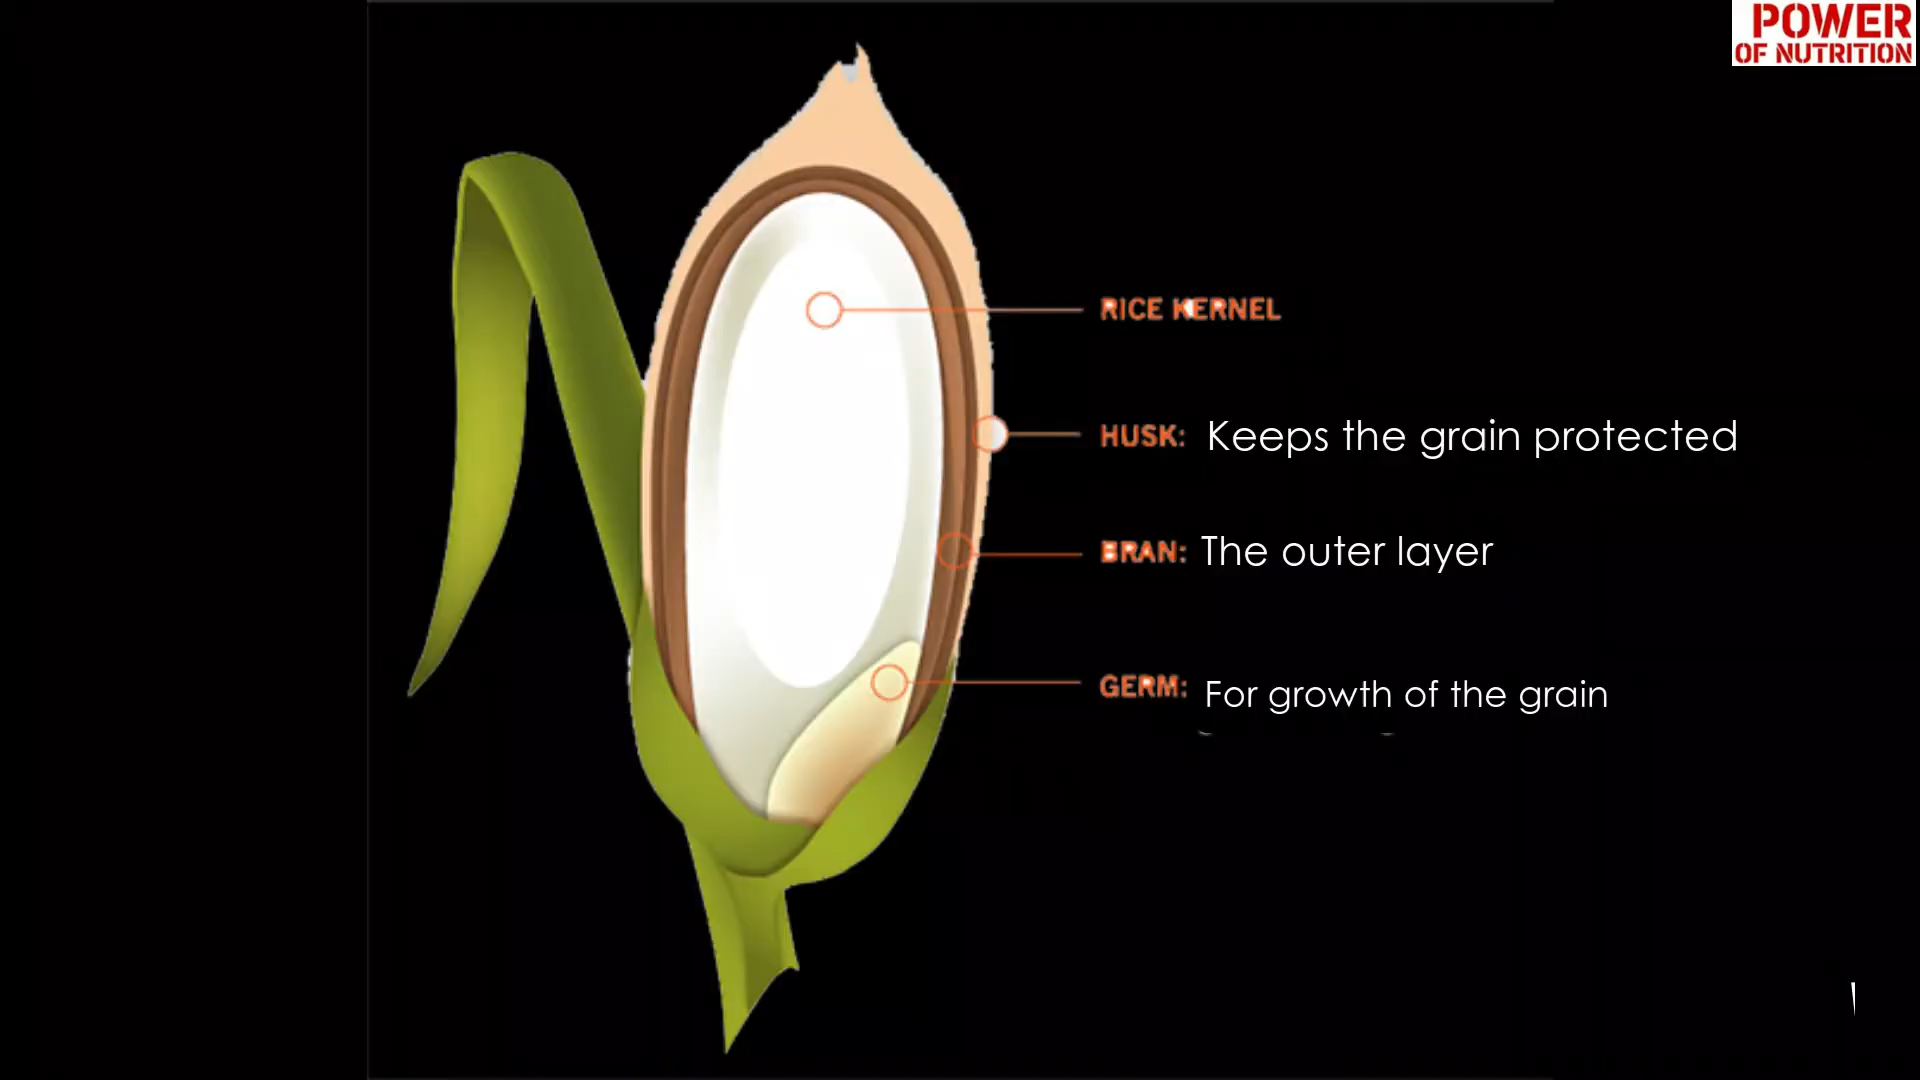 POWER
OF NUTRITION
RICE KERNEL
HUSK: Keeps the grain protected
BRAN: The outer layer
GERM: For growth of the grain